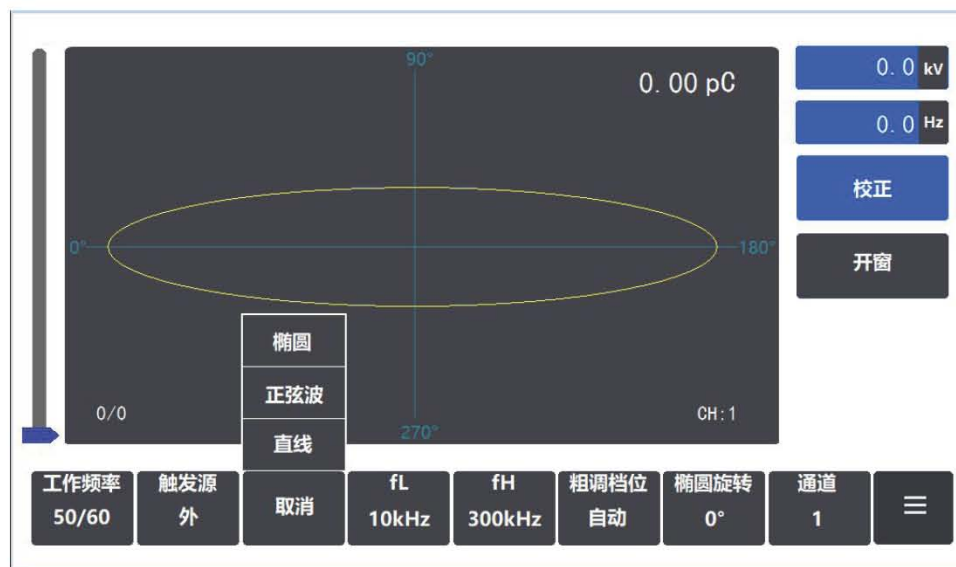 90°
0.00 pC
0.0 kV
0.0 Hz
校正
0°
180°
开窗
椭圆
正弦波
直线
取消
0/0
CH:1
270°
工作频率
50/60
触发源
外
fL
10kHz
fH
300kHz
粗调档位
自动
椭圆旋转
0°
通道
1